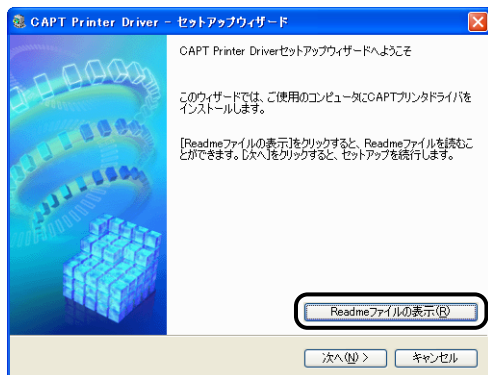 CAPT Printer Driver - セットアップウィザード
CAPT Printer Driverセットアップウィザードへようこそ
このウィザードでは、ご使用のコンピュータにCAPTプリンタドライバを
インストールします。
[Readmeファイルの表示]をクリックすると、Readmeファイルを読むこ
とができます。[次へ]をクリックすると、セットアップを続行します。
Readmeファイルの表示(R)
次へ(N) >
キャンセル